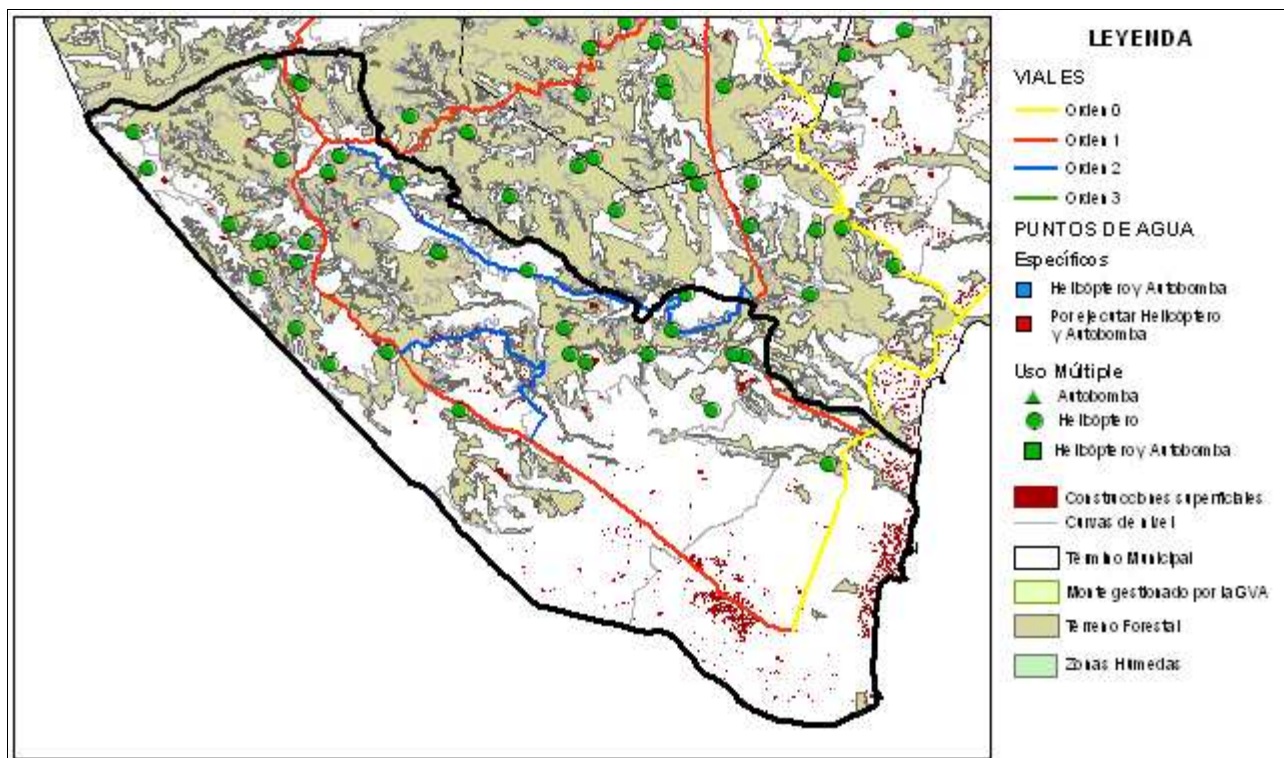 LEYENDA
VIALES
Orden 0
Orden 1
Orden 2
Orden 3
PUNTOS DE AGUA
Específicos
Helicóptero y Autobomba
Por ejecutar Helicóptero
y Autobomba
Uso Múltiple
Autobomba
Helicóptero
Helicóptero y Autobomba
Construcciones superficiales
Curvas de nivel
Término Municipal
Monte gestionado por la GVA
Terreno Forestal
Zonas Húmedas